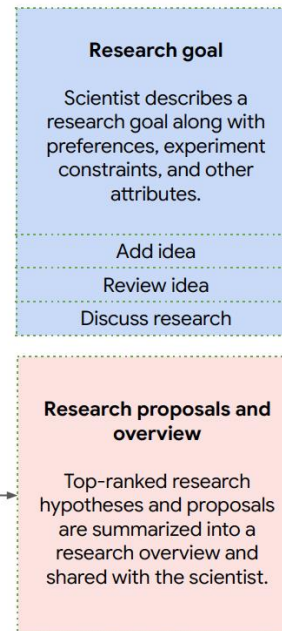 Research goal
Scientist describes a
research goal along with
preferences, experiment
constraints, and other
attributes.
Add idea
Review idea
Discuss research
Research proposals and
overview
Top-ranked research
hypotheses and proposals
are summarized into a
research overview and
shared with the scientist.